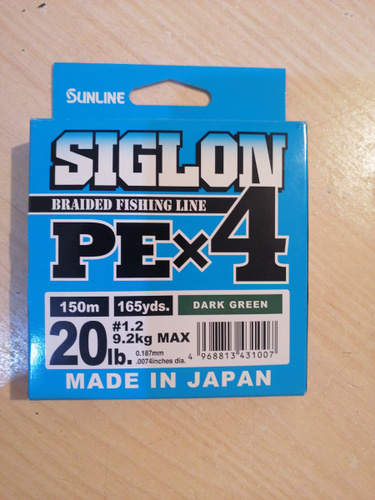 SUNLINE
SIGLON
BRAIDED FISHING LINE
PE×4
150m 165yds. DARK GREEN
20lb. #1.2
9.2kg MAX
0.187mm
.0074inches dia.
4 968813 431007
MADE IN JAPAN